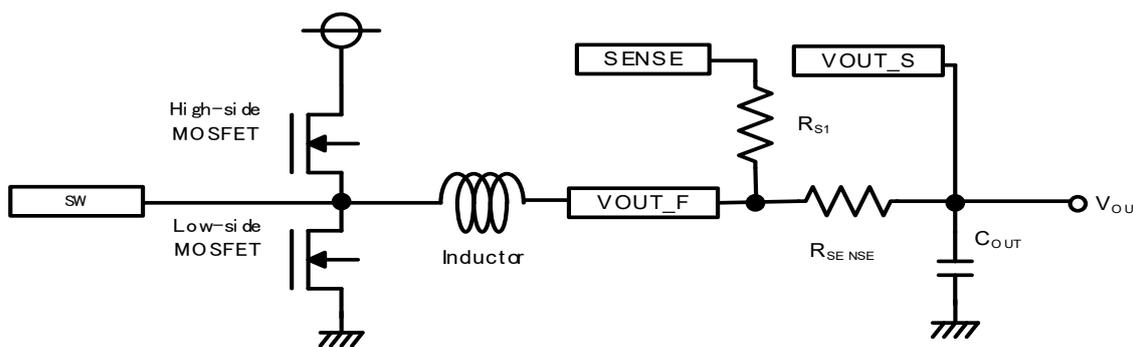 SENSE
VOUT_S
High-side
MOSFET
RS1
SW
VOUT_F
VOU
Low-side
MOSFET
Inductor
RSENSE
COUT